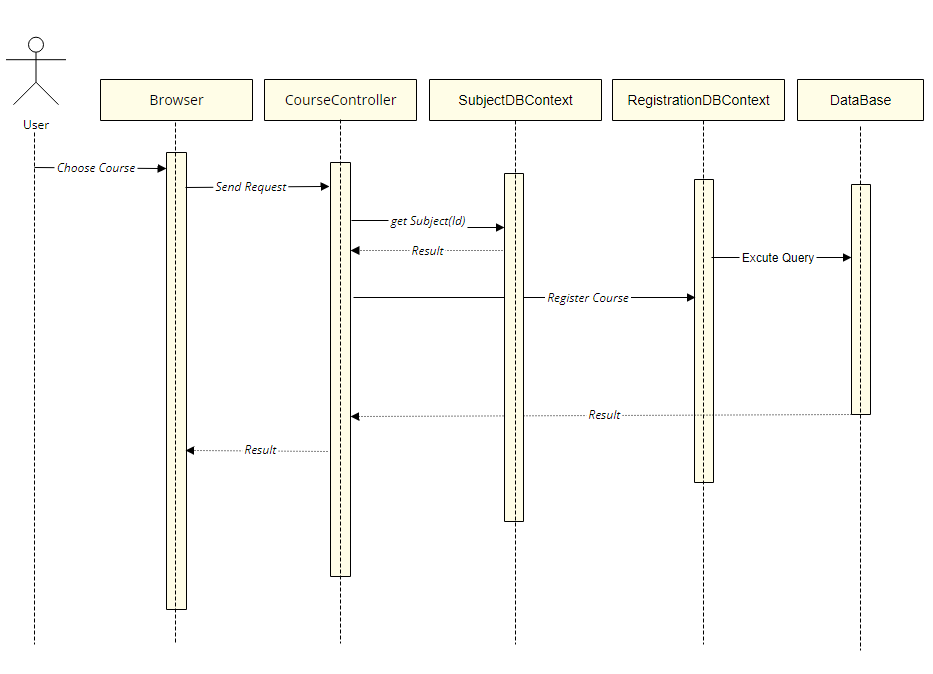 User
Browser
CourseController
SubjectDBContext
RegistrationDBContext
DataBase
Choose Course
Send Request
get Subject(Id)
Result
Excute Query
Register Course
Result
Result